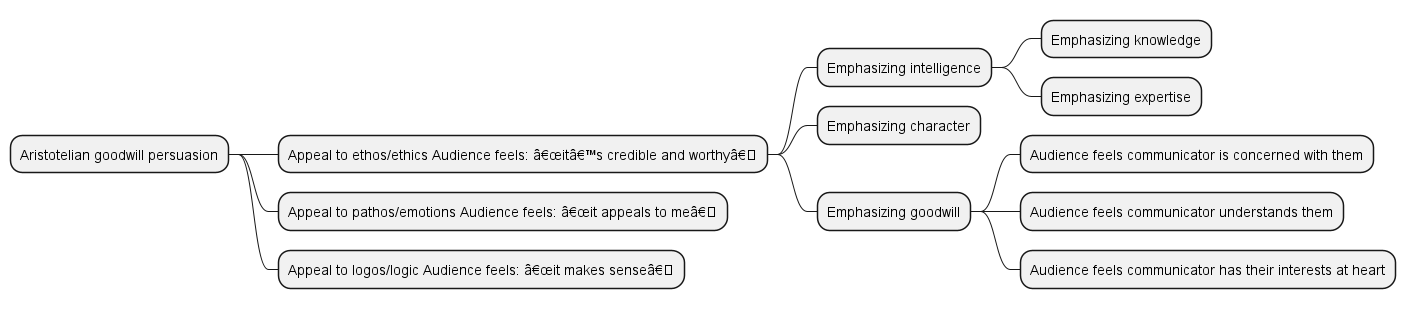 Emphasizing knowledge
Emphasizing intelligence
Emphasizing expertise
Emphasizing character
Aristotelian goodwill persuasion
Appeal to ethos/ethics Audience feels: â€œitâ€™s credible and worthyâ€□
Audience feels communicator is concerned with them
Appeal to pathos/emotions Audience feels: â€œit appeals to meâ€□
Emphasizing goodwill
Audience feels communicator understands them
Appeal to logos/logic Audience feels: â€œit makes senseâ€□
Audience feels communicator has their interests at heart